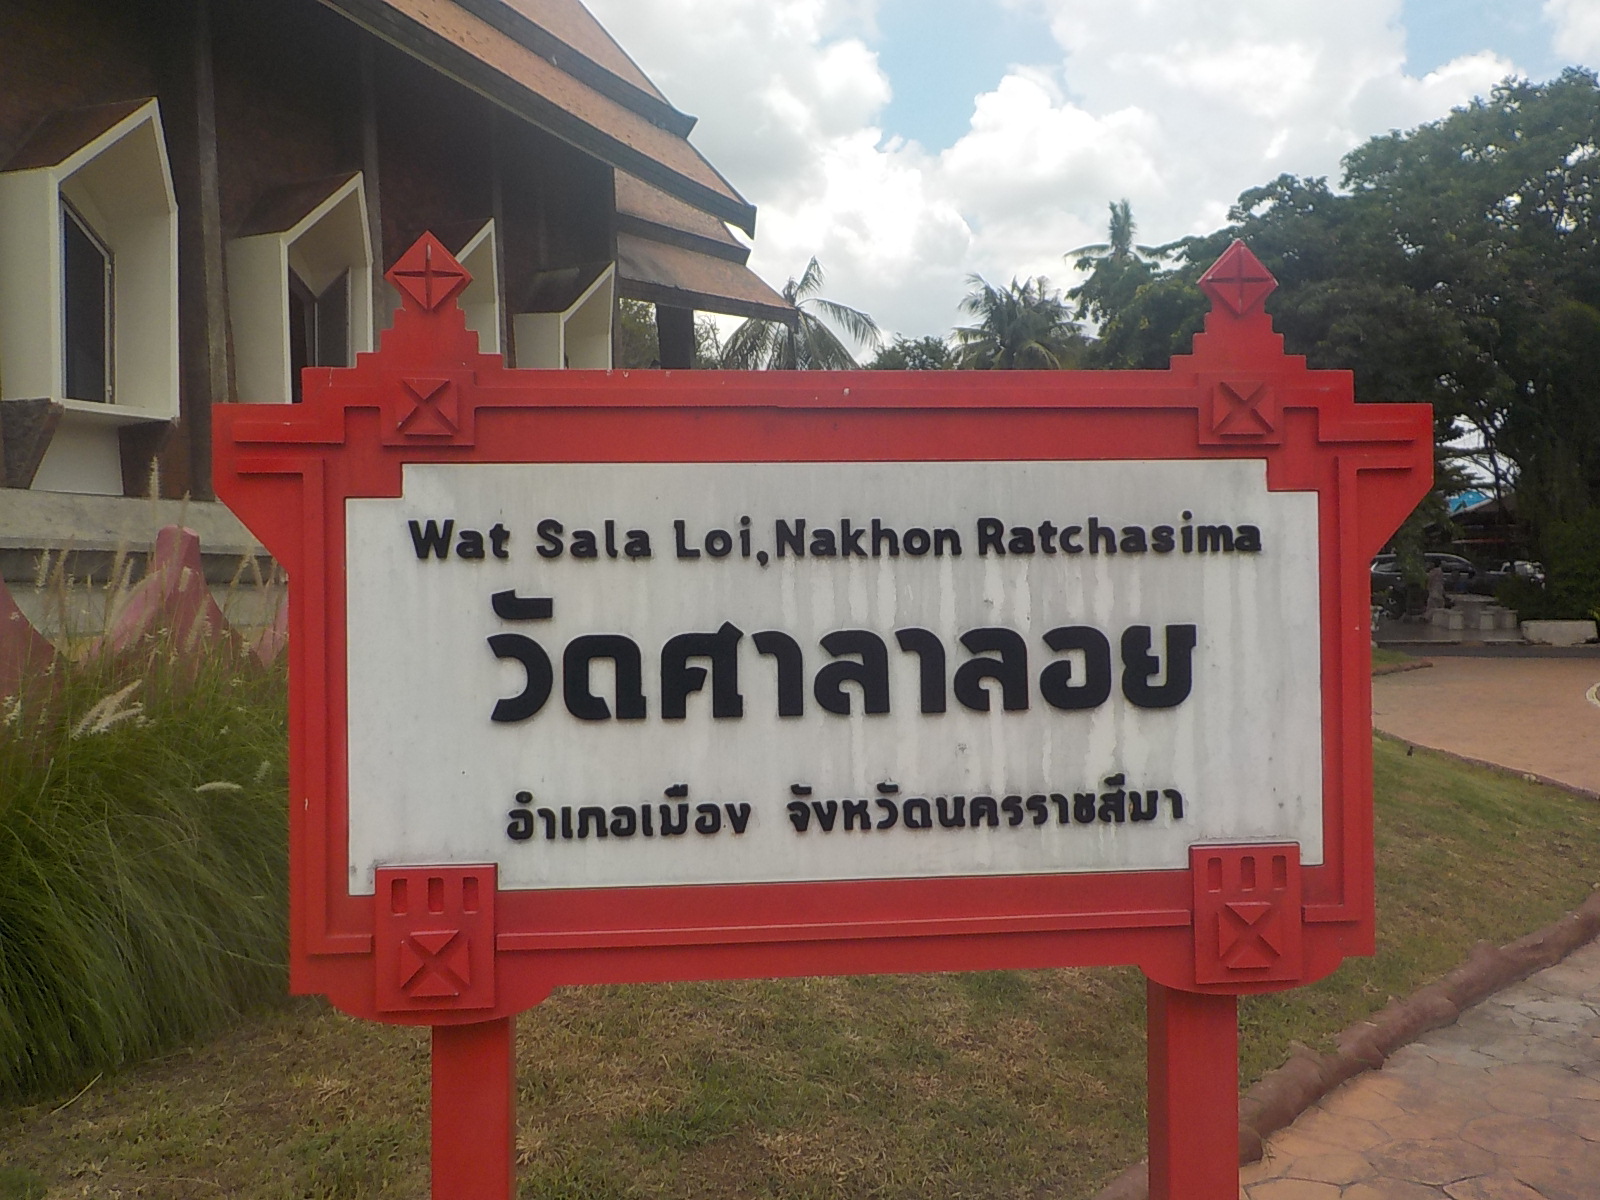 Wat Sala Loi,Nakhon Ratchasima
วัดศาลาลอย
อำเภอเมือง จังหวัดนครราชสีมา